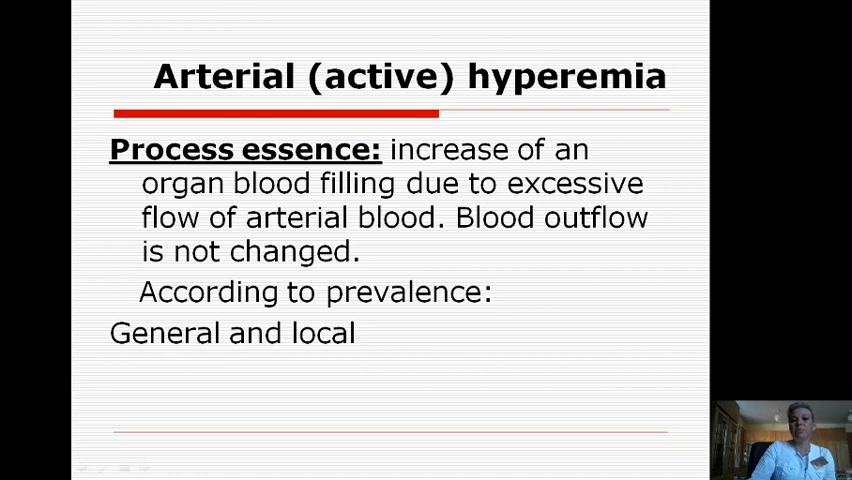 Arterial (active) hyperemia
Process essence: increase of an
organ blood filling due to excessive
flow of arterial blood. Blood outflow
is not changed.
According to prevalence:
General and local